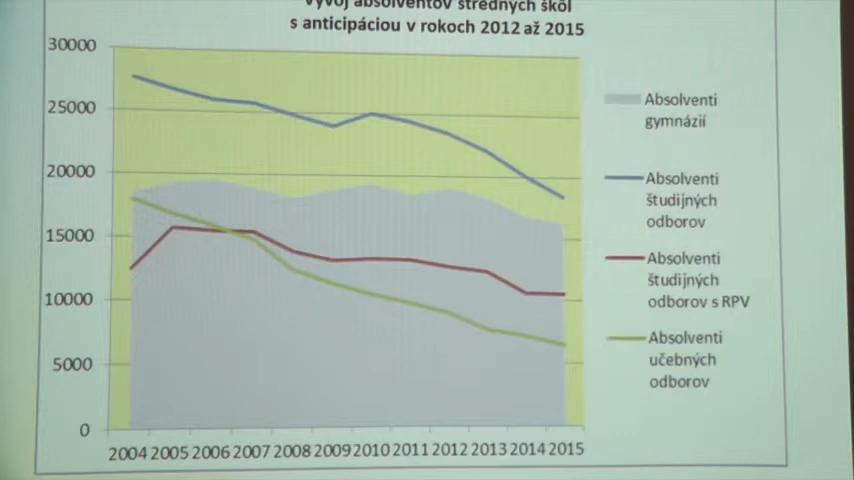 Vývoj absolventov stredných škôl
s anticipáciou v rokoch 2012 až 2015
30000
25000
20000
15000
10000
5000
0
2004 2005 2006 2007 2008 2009 2010 2011 2012 2013 2014 2015
Absolventi
gymnázií
Absolventi
študijných
odborov
Absolventi
študijných
odborov s RPV
Absolventi
učebných
odborov